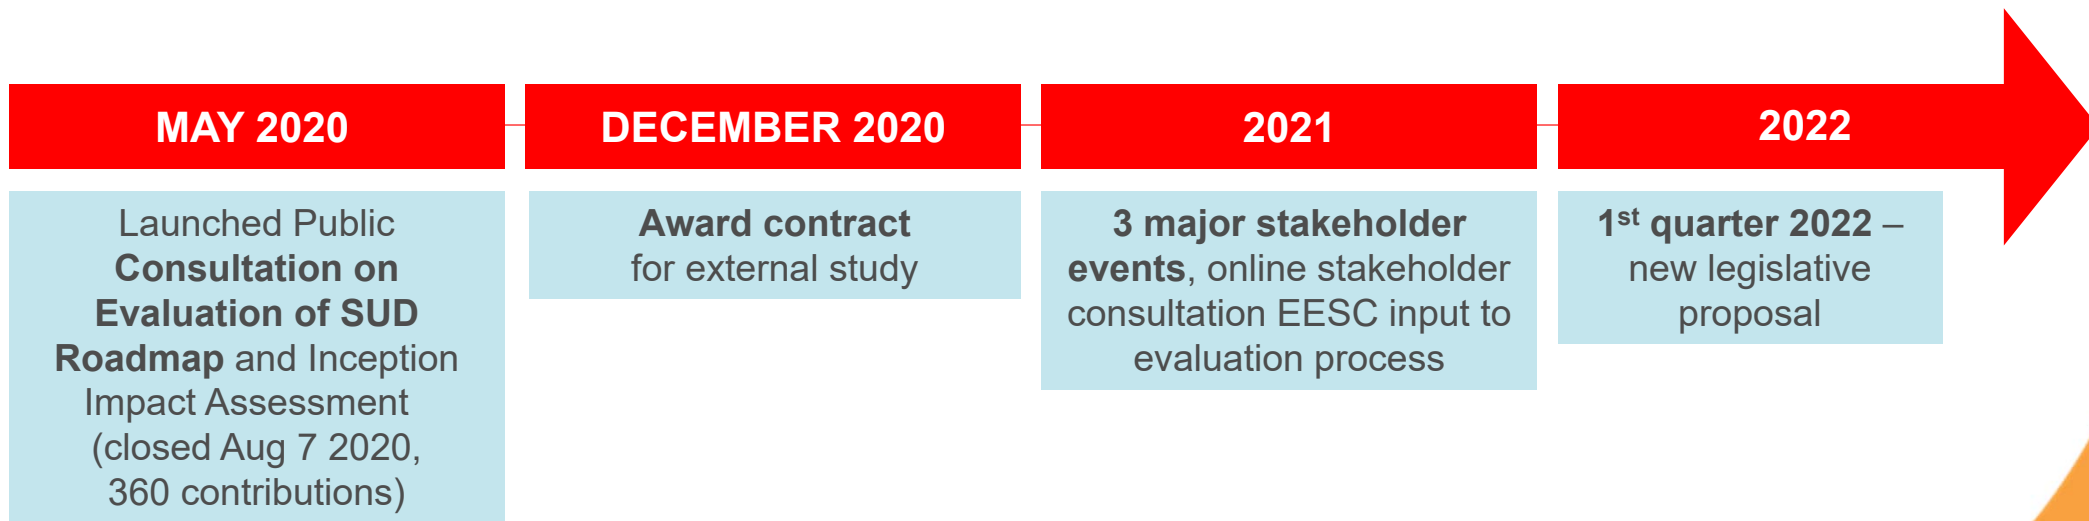 MAY 2020
Launched Public
Consultation on
Evaluation of SUD
Roadmap and Inception
Impact Assessment
(closed Aug 7 2020,
360 contributions)
DECEMBER 2020
Award contract
for external study
2021
3 major stakeholder
events, online stakeholder
consultation EESC input to
evaluation process
2022
1st quarter 2022 –
new legislative
proposal